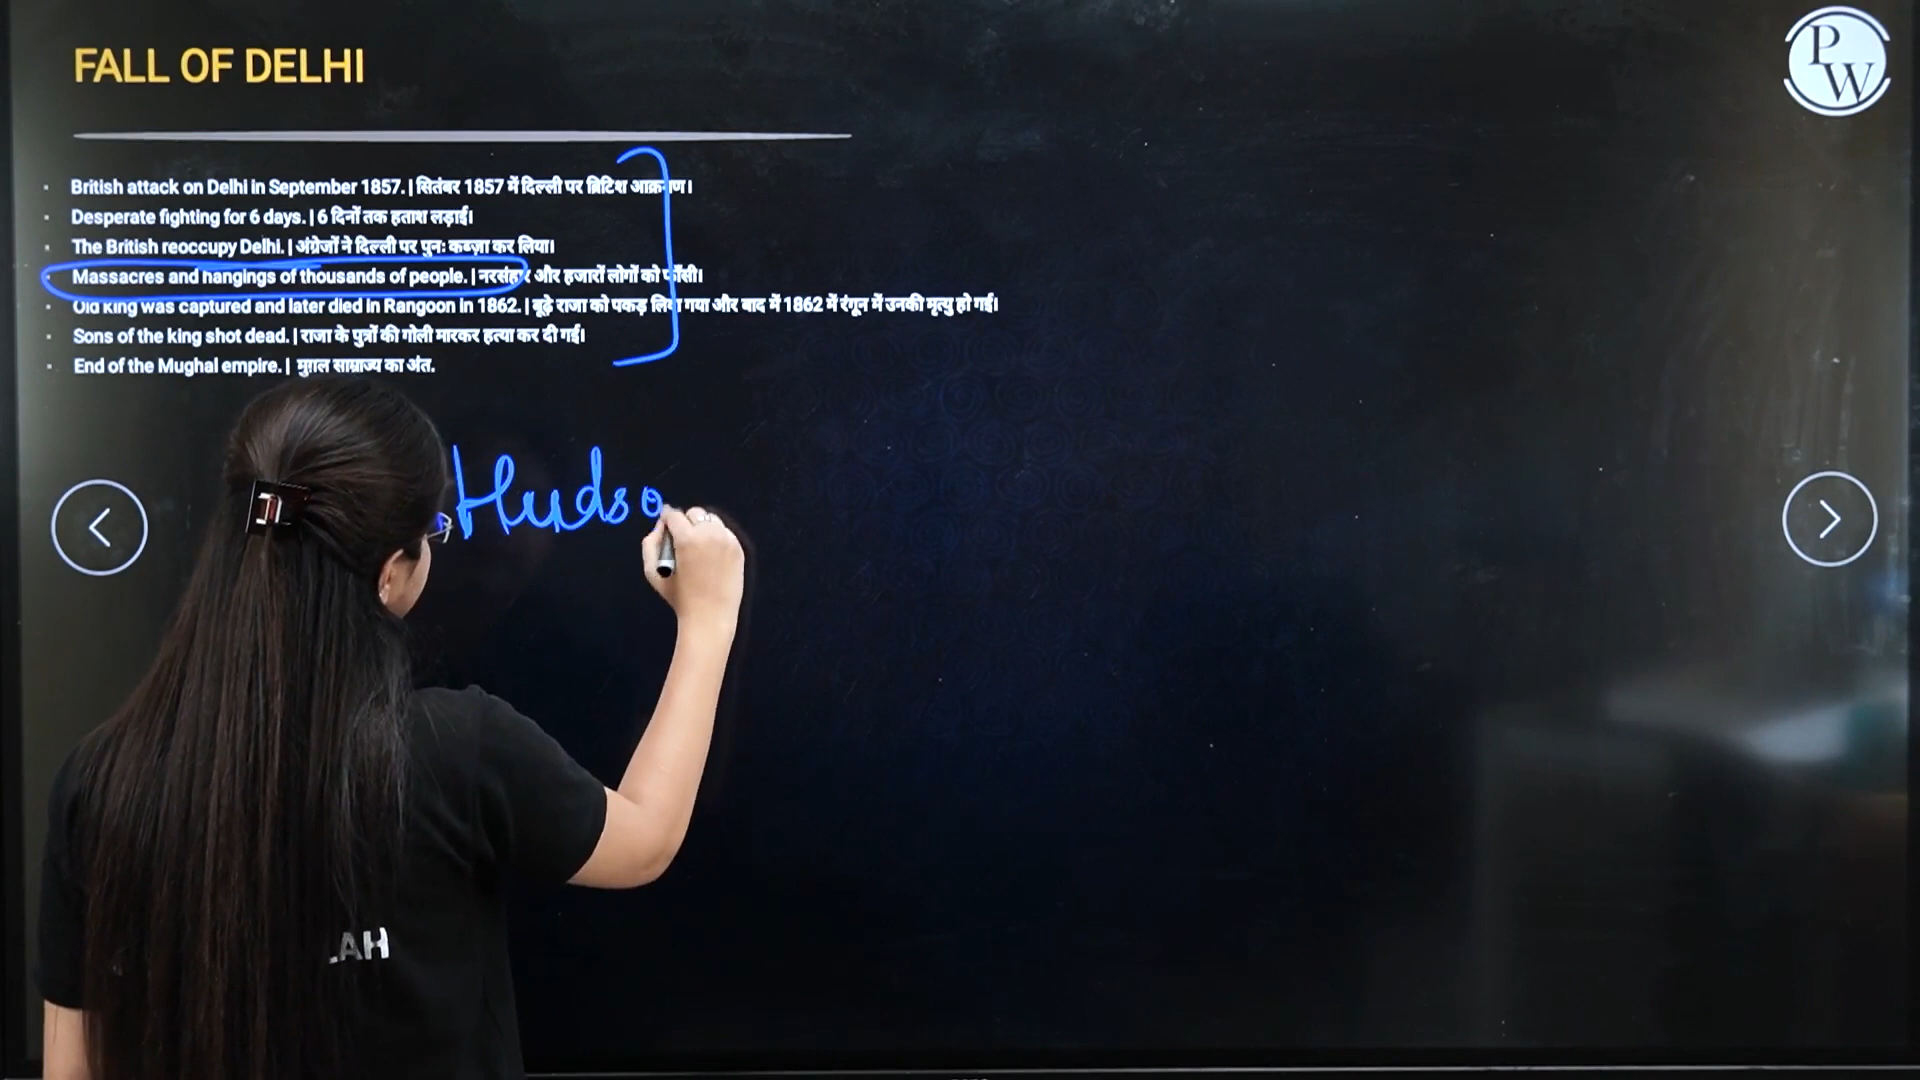 FALL OF DELHI
PW
British attack on Delhi in September 1857. | सितंबर 1857 में दिल्ली पर ब्रिटिश आक्रमण।
Desperate fighting for 6 days. | 6 दिनों तक हताश लड़ाई।
The British reoccupy Delhi. | अंग्रेजों ने दिल्ली पर पुनः कब्ज़ा कर लिया।
Massacres and hangings of thousands of people. | नरसंहार और हजारों लोगों को फाँसी।
Old king was captured and later died in Rangoon in 1862. | बूढ़े राजा को पकड़ लिया गया और बाद में 1862 में रंगून में उनकी मृत्यु हो गई।
Sons of the king shot dead. | राजा के पुत्रों की गोली मारकर हत्या कर दी गई।
End of the Mughal empire. | मुग़ल साम्राज्य का अंत.
Hudso
LAH